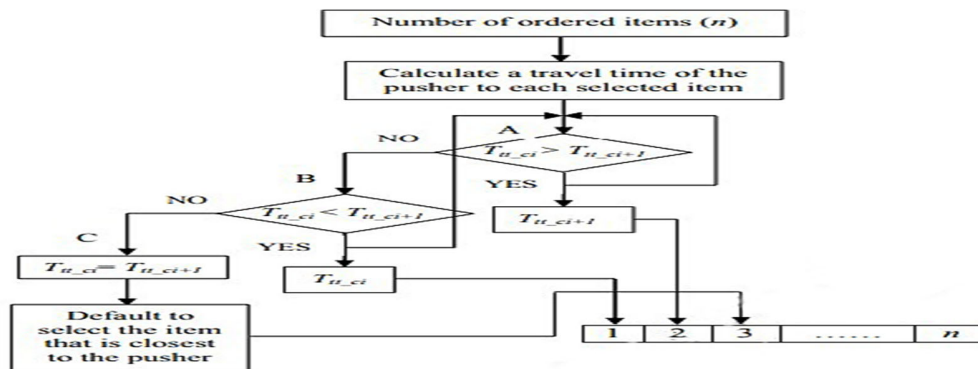 Number of ordered items (n)
Calculate a travel time of the
pusher to each selected item
A
NO
T_tt_ci > T_tt_ci+1
YES
B
NO
T_tt_ci < T_tt_ci+1
T_tt_ci+1
C
YES
T_tt_ci = T_tt_ci+1
T_tt_ci
Default to
select the item
that is closest
to the pusher
1 2 3 ...... n